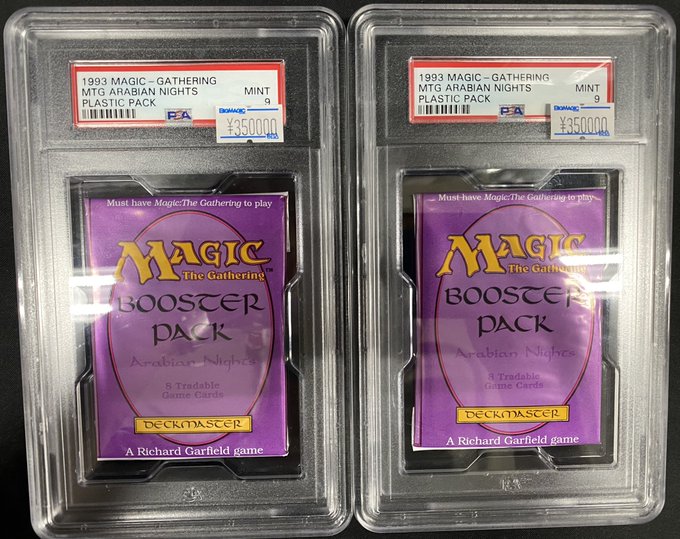 1993 MAGIC-GATHERING
MTG ARABIAN NIGHTS
PLASTIC PACK
MINT
9
PSA
BIGMAGIC
¥350000
Must have Magic:The Gathering to play
MAGIC
The Gathering™
BOOSTER
PACK
Arabian Nights
8 Tradable
Game Cards
DECKMASTER
A Richard Garfield game
1993 MAGIC-GATHERING
MTG ARABIAN NIGHTS
PLASTIC PACK
MINT
9
PSA
BIGMAGIC
¥350000
Must have Magic:The Gathering to play
MAGIC
The Gathering
BOOSTER
PACK
Arabian Nights
8 Tradable
Game Cards
DECKMASTER
A Richard Garfield game